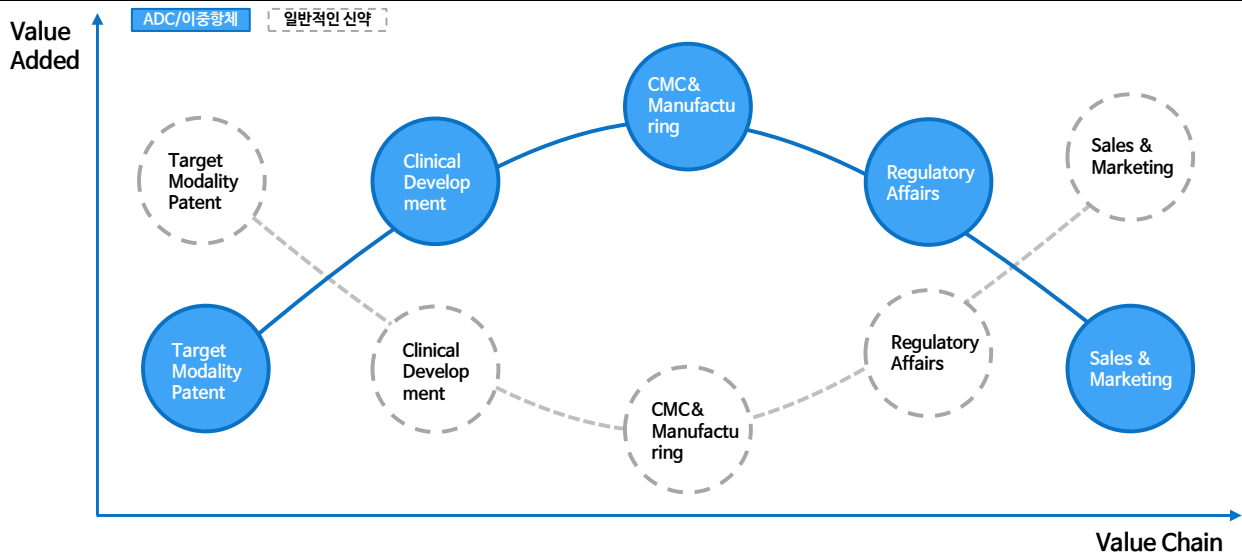 Value
Added
ADC/이중항체
일반적인 신약
Target
Modality
Patent
Clinical
Develop
ment
CMC&
Manufactu
ring
Regulatory
Affairs
Sales &
Marketing
Target
Modality
Patent
Clinical
Develop
ment
CMC&
Manufactu
ring
Regulatory
Affairs
Sales &
Marketing
Value Chain